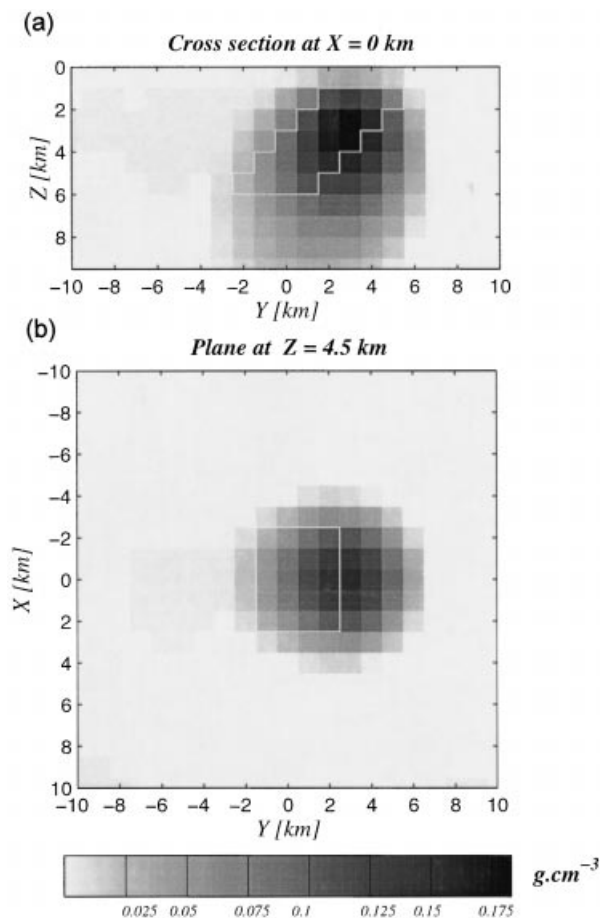 (a)
Cross section at X = 0 km
0
2
4
6
8
Z [km]
−10 −8 −6 −4 −2 0 2 4 6 8 10
Y [km]
(b)
Plane at Z = 4.5 km
−10
−8
−6
−4
−2
0
2
4
6
8
10
X [km]
−10 −8 −6 −4 −2 0 2 4 6 8 10
Y [km]
g.cm−3
0.025 0.05 0.075 0.1 0.125 0.15 0.175